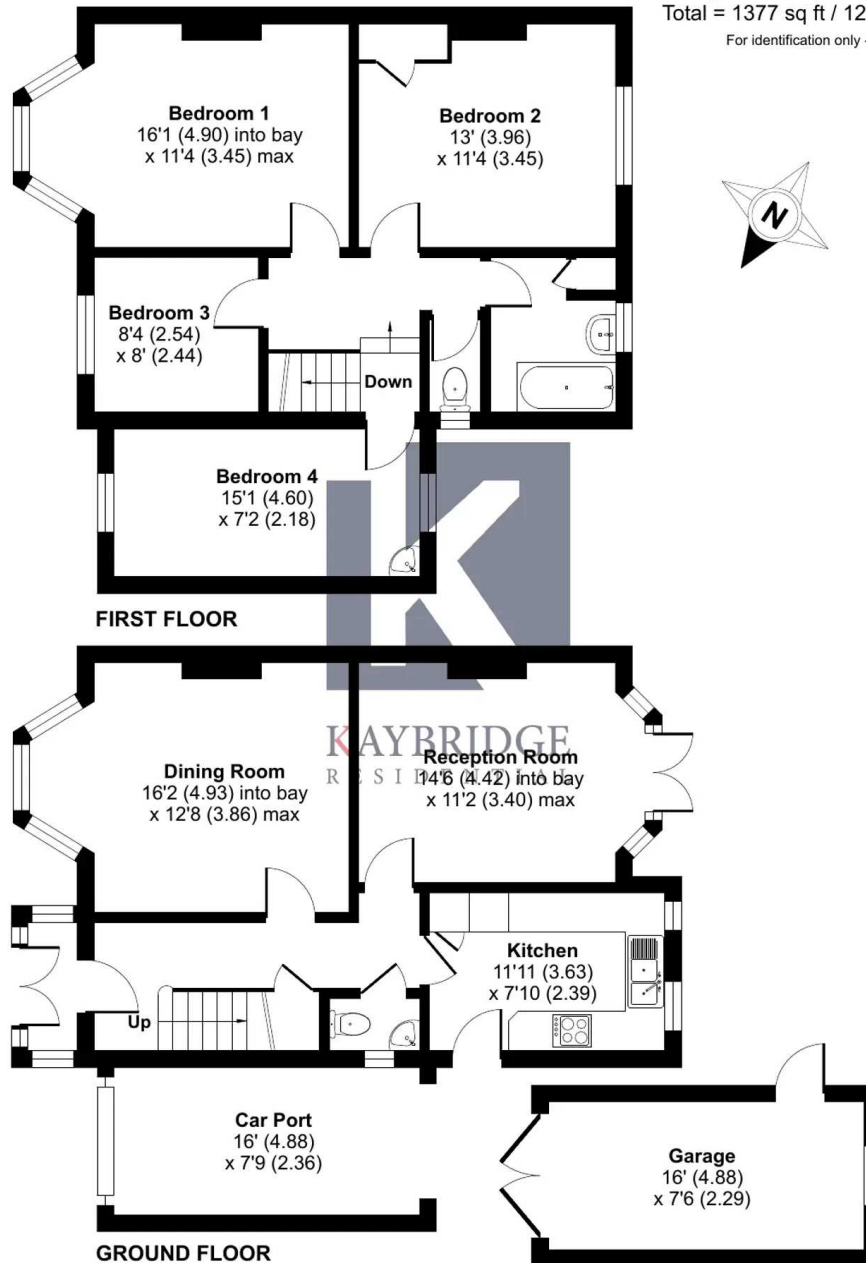 Total = 1377 sq ft / 12
For identification only -
Bedroom 1
16'1 (4.90) into bay
x 11'4 (3.45) max
Bedroom 2
13' (3.96)
x 11'4 (3.45)
N
Bedroom 3
8'4 (2.54)
x 8' (2.44)
Down
Bedroom 4
15'1 (4.60)
x 7'2 (2.18)
K
FIRST FLOOR
KAYBRIDGE
RESIDENTIAL
Dining Room
16'2 (4.93) into bay
x 12'8 (3.86) max
Reception Room
14'6 (4.42) into bay
x 11'2 (3.40) max
Kitchen
11'11 (3.63)
x 7'10 (2.39)
Up
Car Port
16' (4.88)
x 7'9 (2.36)
Garage
16' (4.88)
x 7'6 (2.29)
GROUND FLOOR